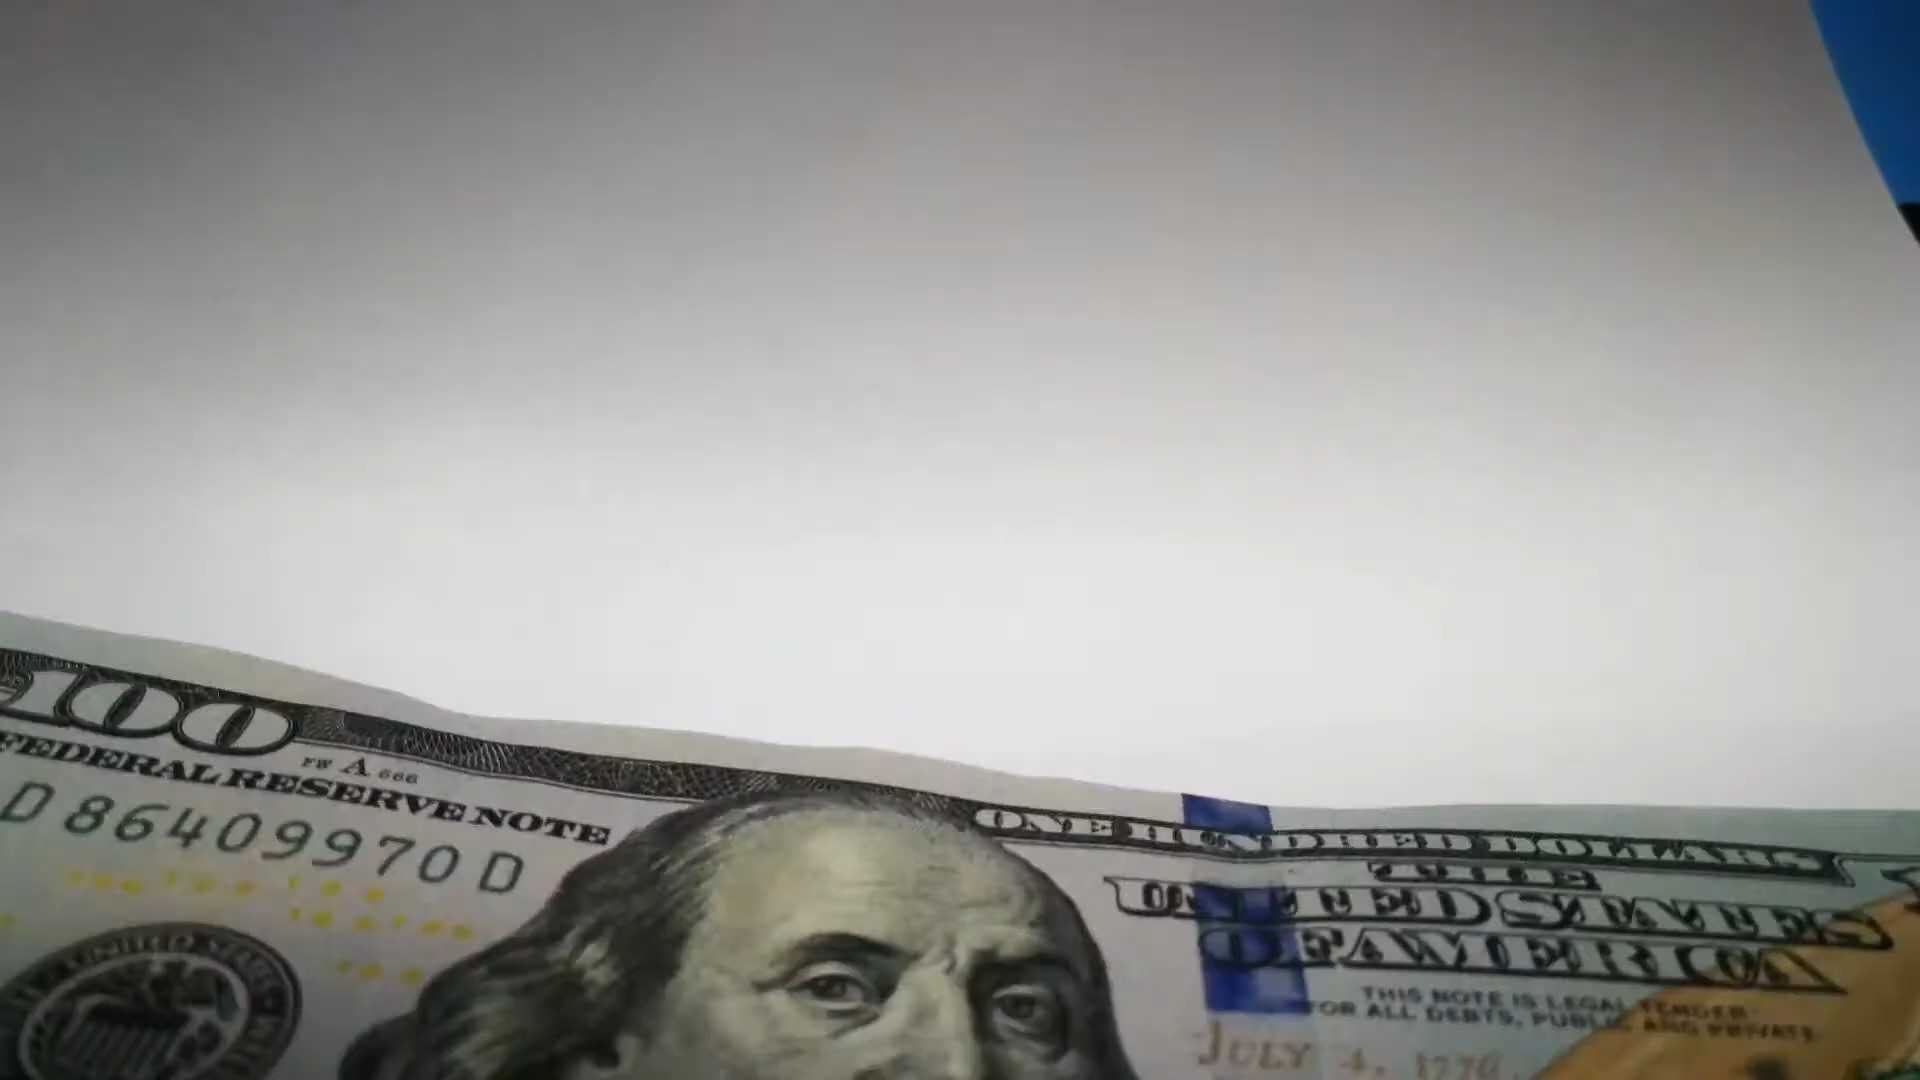 100
FEDERAL RESERVE NOTE
FW A 666
D 86409970 D
ONE HUNDRED DOLLARS
THE
UNITED STATES
OF AMERICA
THIS NOTE IS LEGAL TENDER
FOR ALL DEBTS, PUBLIC AND PRIVATE
JULY 4, 1776